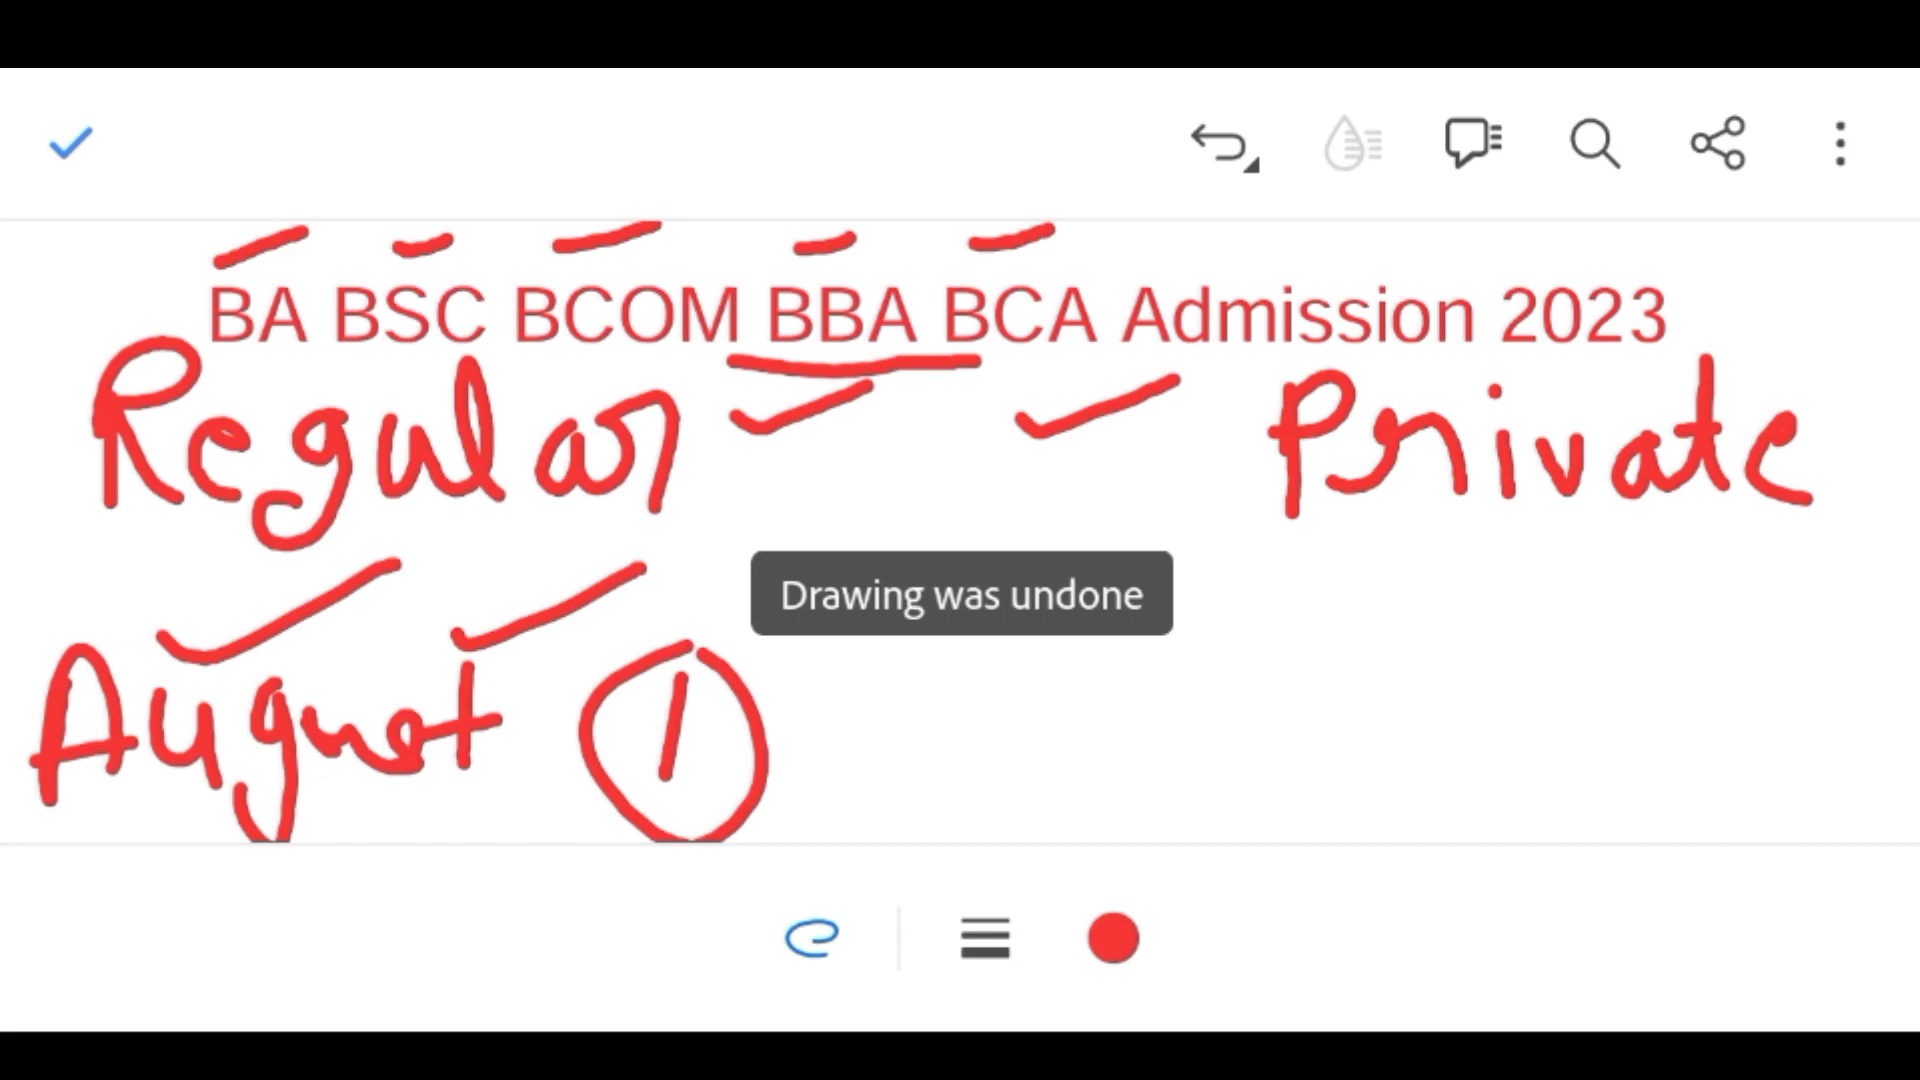 BA BSC BCOM BBA BCA Admission 2023
Regular Private
Drawing was undone
August 1